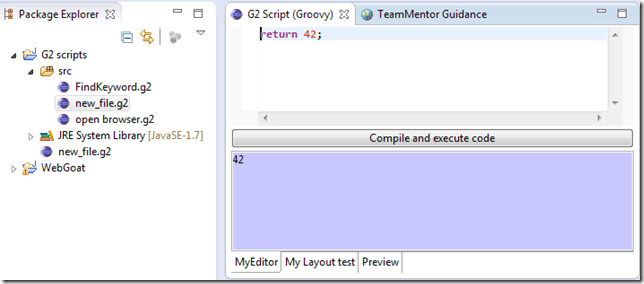 Package Explorer
G2 scripts
src
FindKeyword.g2
new_file.g2
open browser.g2
JRE System Library [JavaSE-1.7]
new_file.g2
WebGoat
G2 Script (Groovy) TeamMentor Guidance
return 42;
Compile and execute code
42
MyEditor My Layout test Preview